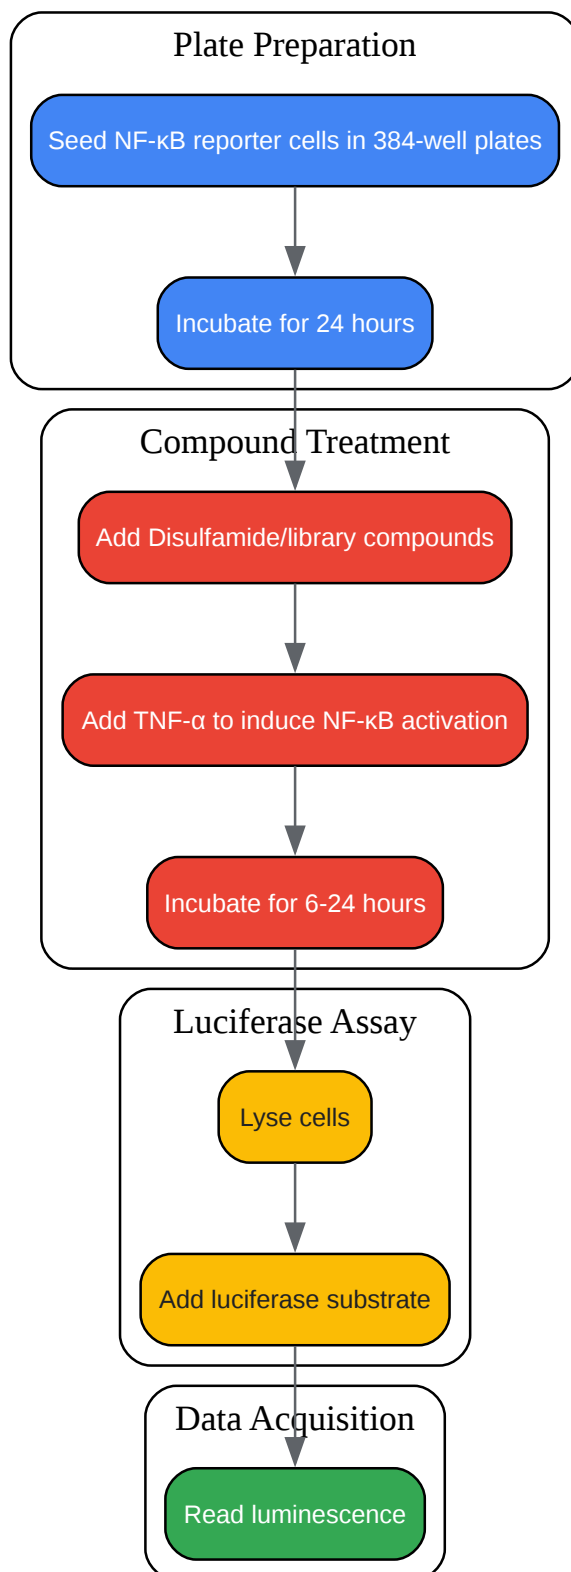 Plate Preparation
Seed NF-κB reporter cells in 384-well plates
Incubate for 24 hours
Compound Treatment
Add Disulfamide/library compounds
Add TNF-α to induce NF-κB activation
Incubate for 6-24 hours
Luciferase Assay
Lyse cells
Add luciferase substrate
Data Acquisition
Read luminescence